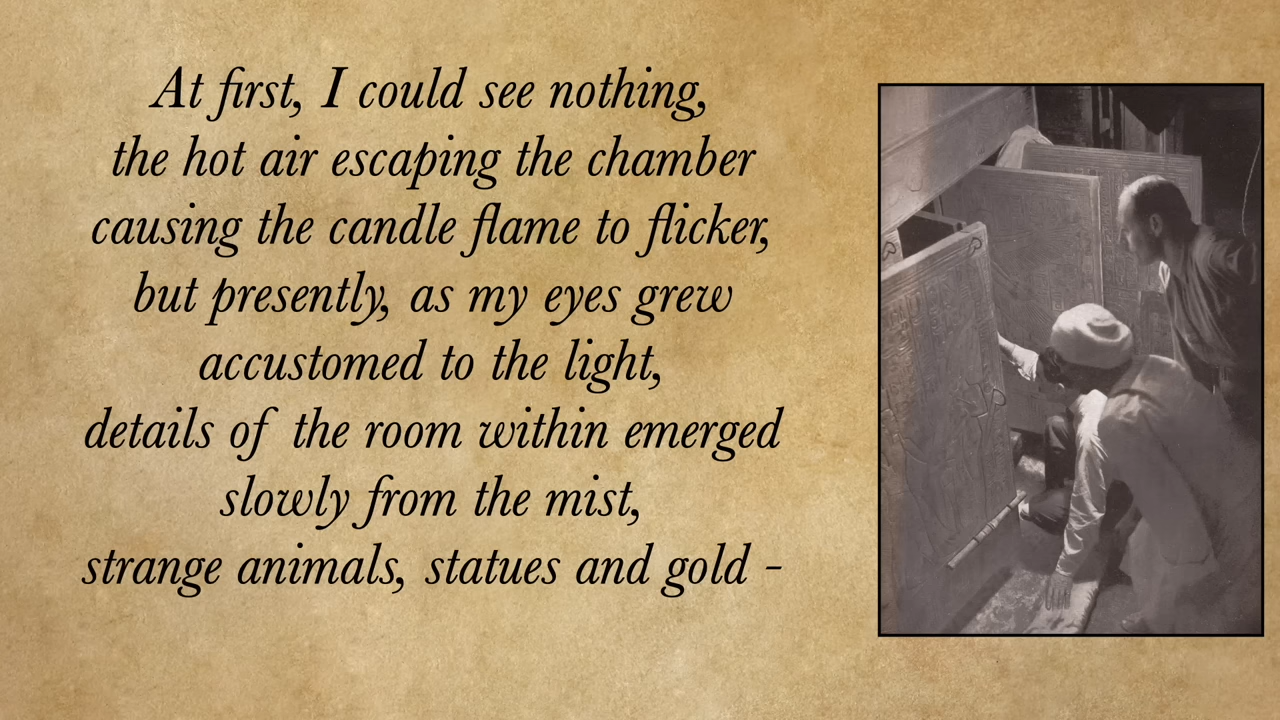 At first, I could see nothing,
the hot air escaping the chamber
causing the candle flame to flicker,
but presently, as my eyes grew
accustomed to the light,
details of the room within emerged
slowly from the mist,
strange animals, statues and gold -